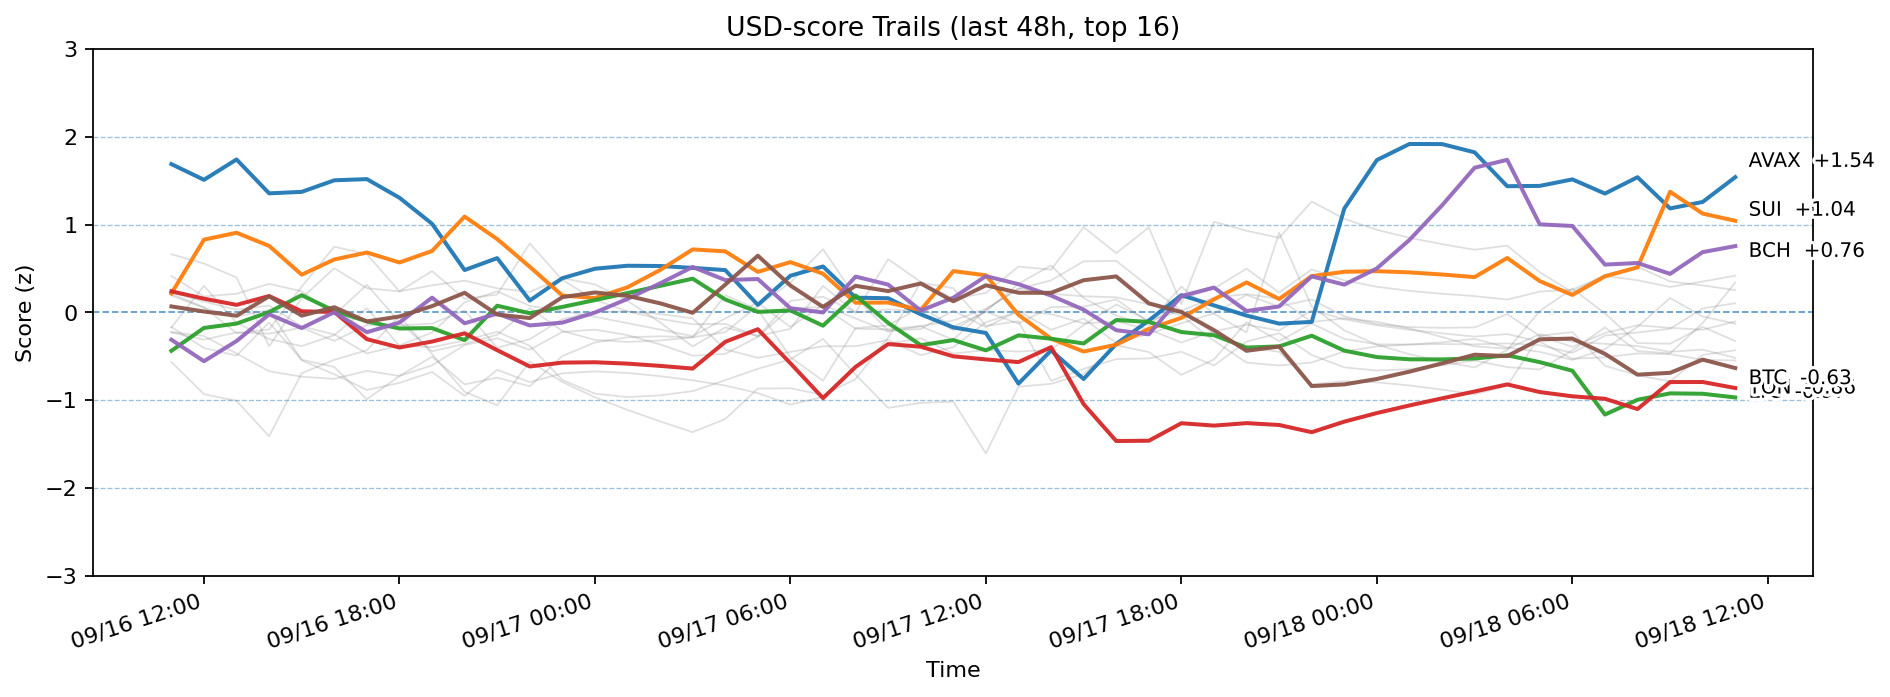 USD-score Trails (last 48h, top 16)
3
2
1
0
−1
−2
−3
Score (z)
AVAX +1.54
SUI +1.04
BCH +0.76
BTC -0.63
TON -0.86
09/16 12:00
09/16 18:00
09/17 00:00
09/17 06:00
09/17 12:00
09/17 18:00
09/18 00:00
09/18 06:00
09/18 12:00
Time